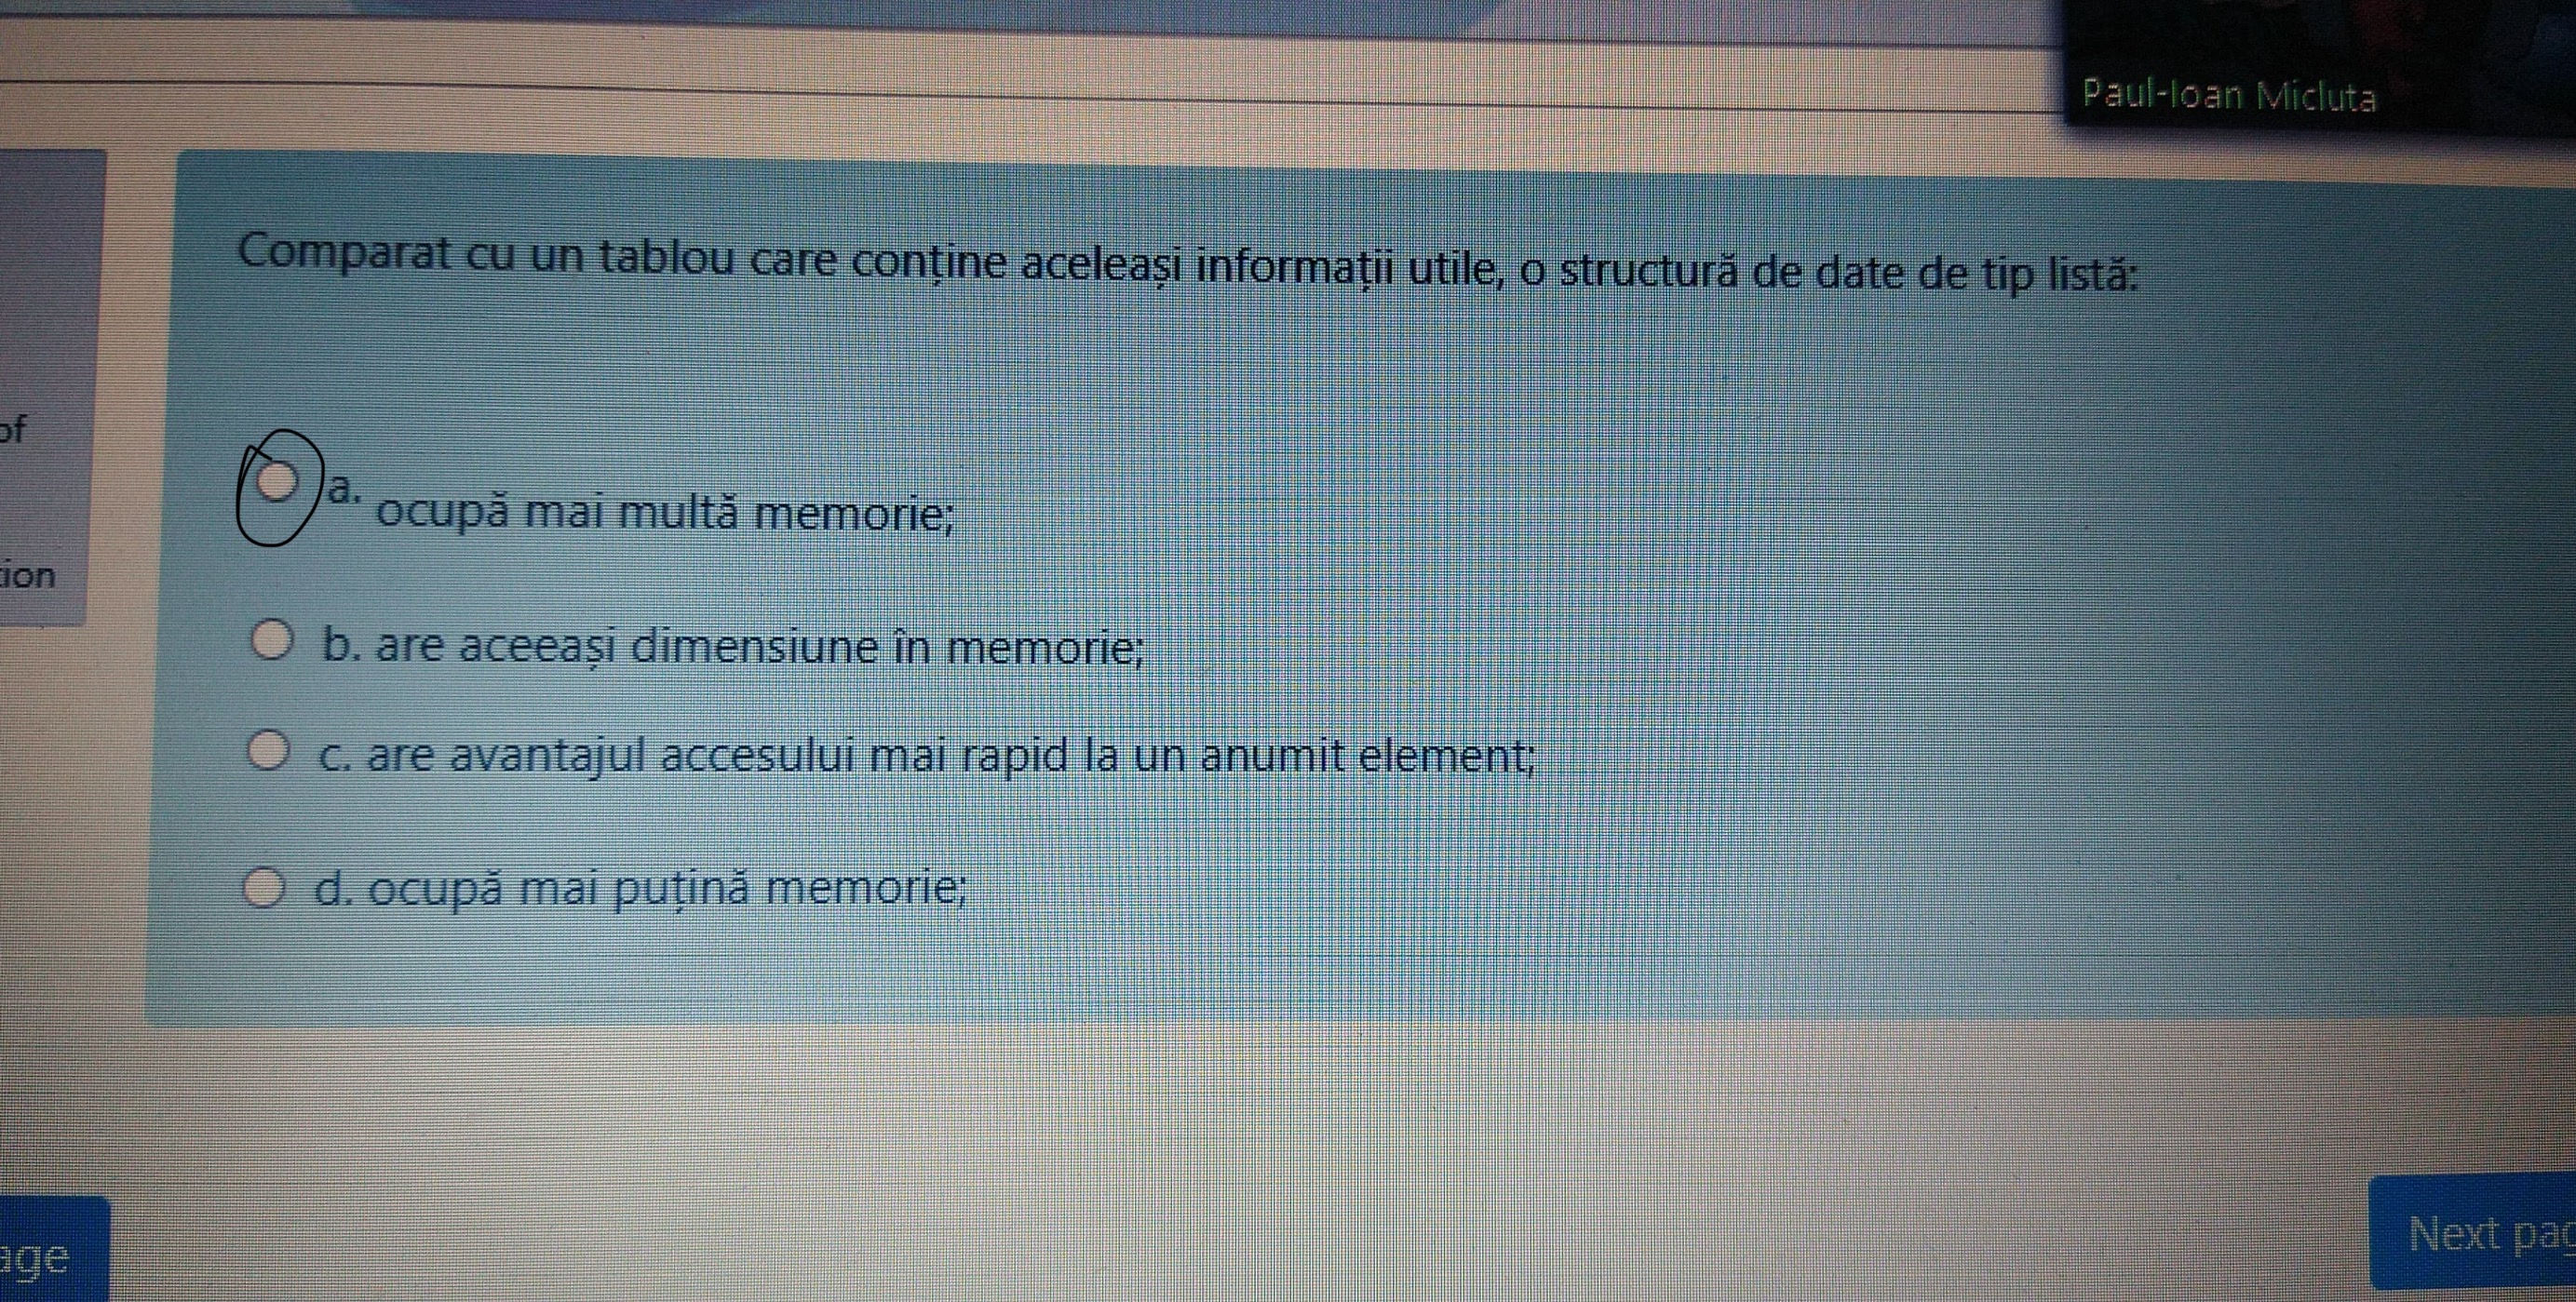 Paul-Ioan Micluta
Comparat cu un tablou care conține aceleași informații utile, o structură de date de tip listă:
of
a. ocupă mai multă memorie;
ion
b. are aceeași dimensiune în memorie;
c. are avantajul accesului mai rapid la un anumit element;
d. ocupă mai puțină memorie;
age
Next pag